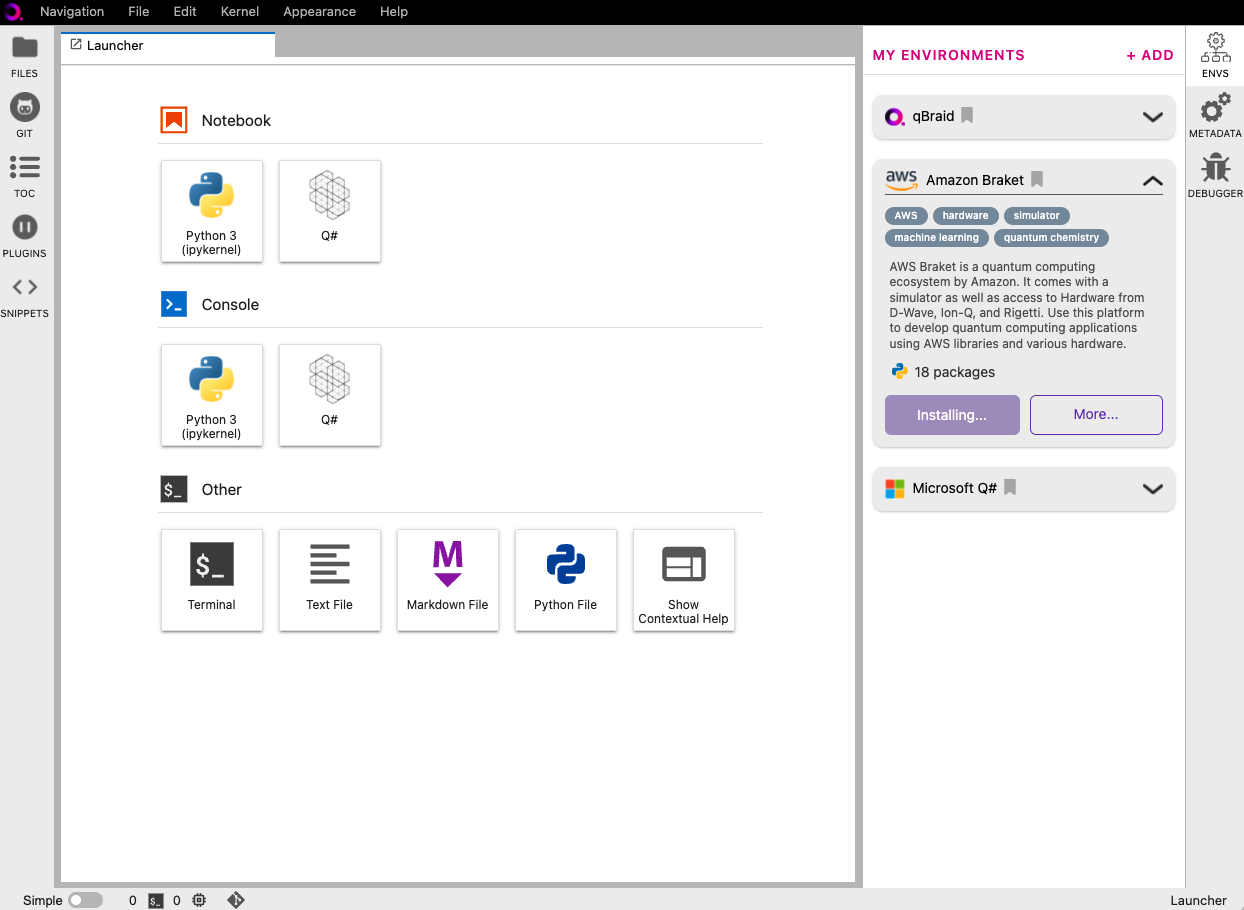 Navigation File Edit Kernel Appearance Help
FILES
GIT
TOC
PLUGINS
SNIPPETS
Launcher
Notebook
Python 3
(ipykernel)
Q#
Console
>_
Python 3
(ipykernel)
Q#
$_
Other
$_
Terminal
Text File
M
Markdown File
Python File
Show
Contextual Help
MY ENVIRONMENTS + ADD
qBraid
aws Amazon Braket
AWS hardware simulator
machine learning quantum chemistry
AWS Braket is a quantum computing
ecosystem by Amazon. It comes with a
simulator as well as access to Hardware from
D-Wave, Ion-Q, and Rigetti. Use this platform
to develop quantum computing applications
using AWS libraries and various hardware.
18 packages
Installing... More...
Microsoft Q#
ENVS
METADATA
DEBUGGER
Simple 0 $_ 0 Launcher